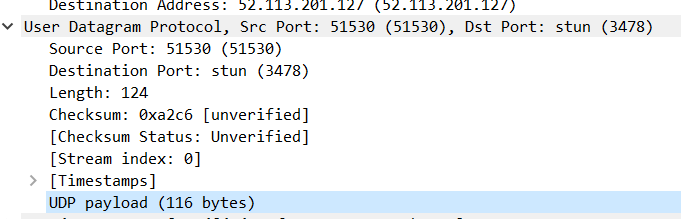 Destination Address: 52.113.201.127 (52.113.201.127)
User Datagram Protocol, Src Port: 51530 (51530), Dst Port: stun (3478)
Source Port: 51530 (51530)
Destination Port: stun (3478)
Length: 124
Checksum: 0xa2c6 [unverified]
[Checksum Status: Unverified]
[Stream index: 0]
[Timestamps]
UDP payload (116 bytes)